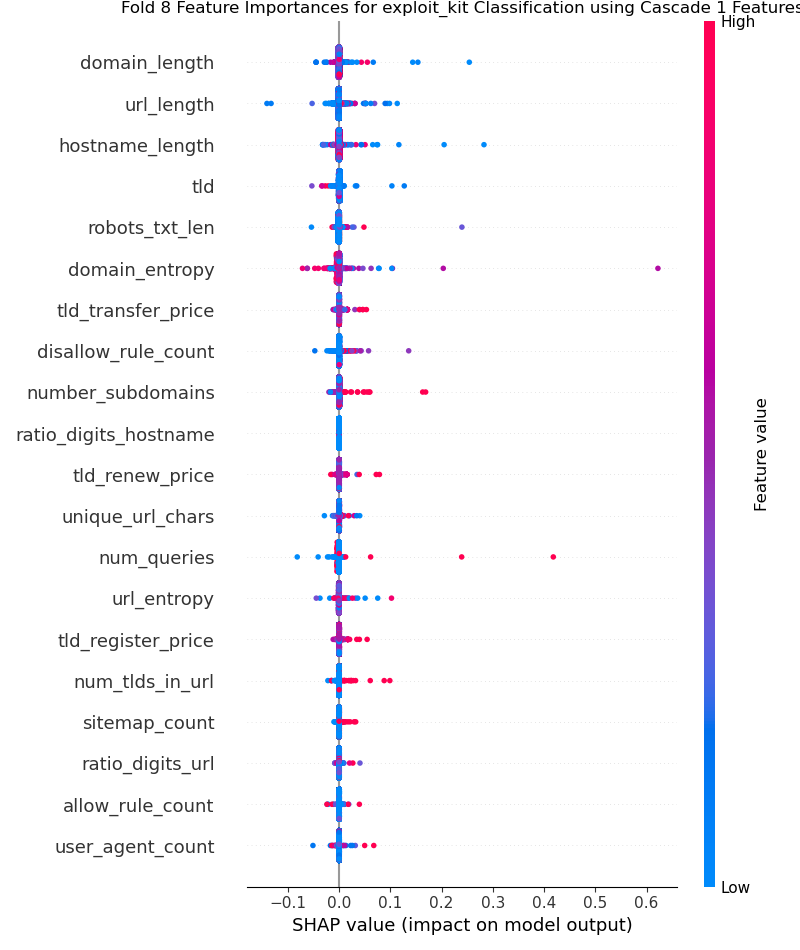 Fold 8 Feature Importances for exploit_kit Classification using Cascade 1 Features
High
domain_length
url_length
hostname_length
tld
robots_txt_len
domain_entropy
tld_transfer_price
disallow_rule_count
number_subdomains
ratio_digits_hostname
tld_renew_price
unique_url_chars
num_queries
url_entropy
tld_register_price
num_tlds_in_url
sitemap_count
ratio_digits_url
allow_rule_count
user_agent_count
Feature value
Low
−0.1 0.0 0.1 0.2 0.3 0.4 0.5 0.6
SHAP value (impact on model output)